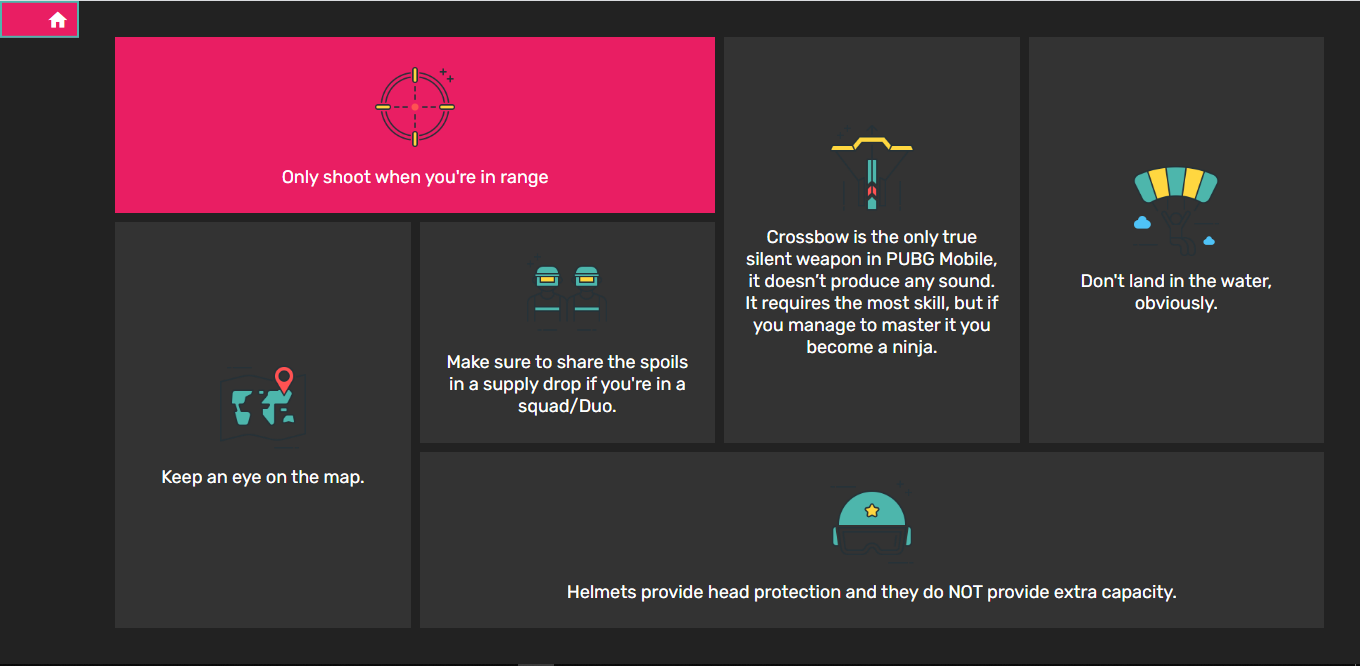 Only shoot when you're in range
Crossbow is the only true
silent weapon in PUBG Mobile,
it doesn’t produce any sound.
It requires the most skill, but if
you manage to master it you
become a ninja.
Don't land in the water,
obviously.
Keep an eye on the map.
Make sure to share the spoils
in a supply drop if you're in a
squad/Duo.
Helmets provide head protection and they do NOT provide extra capacity.